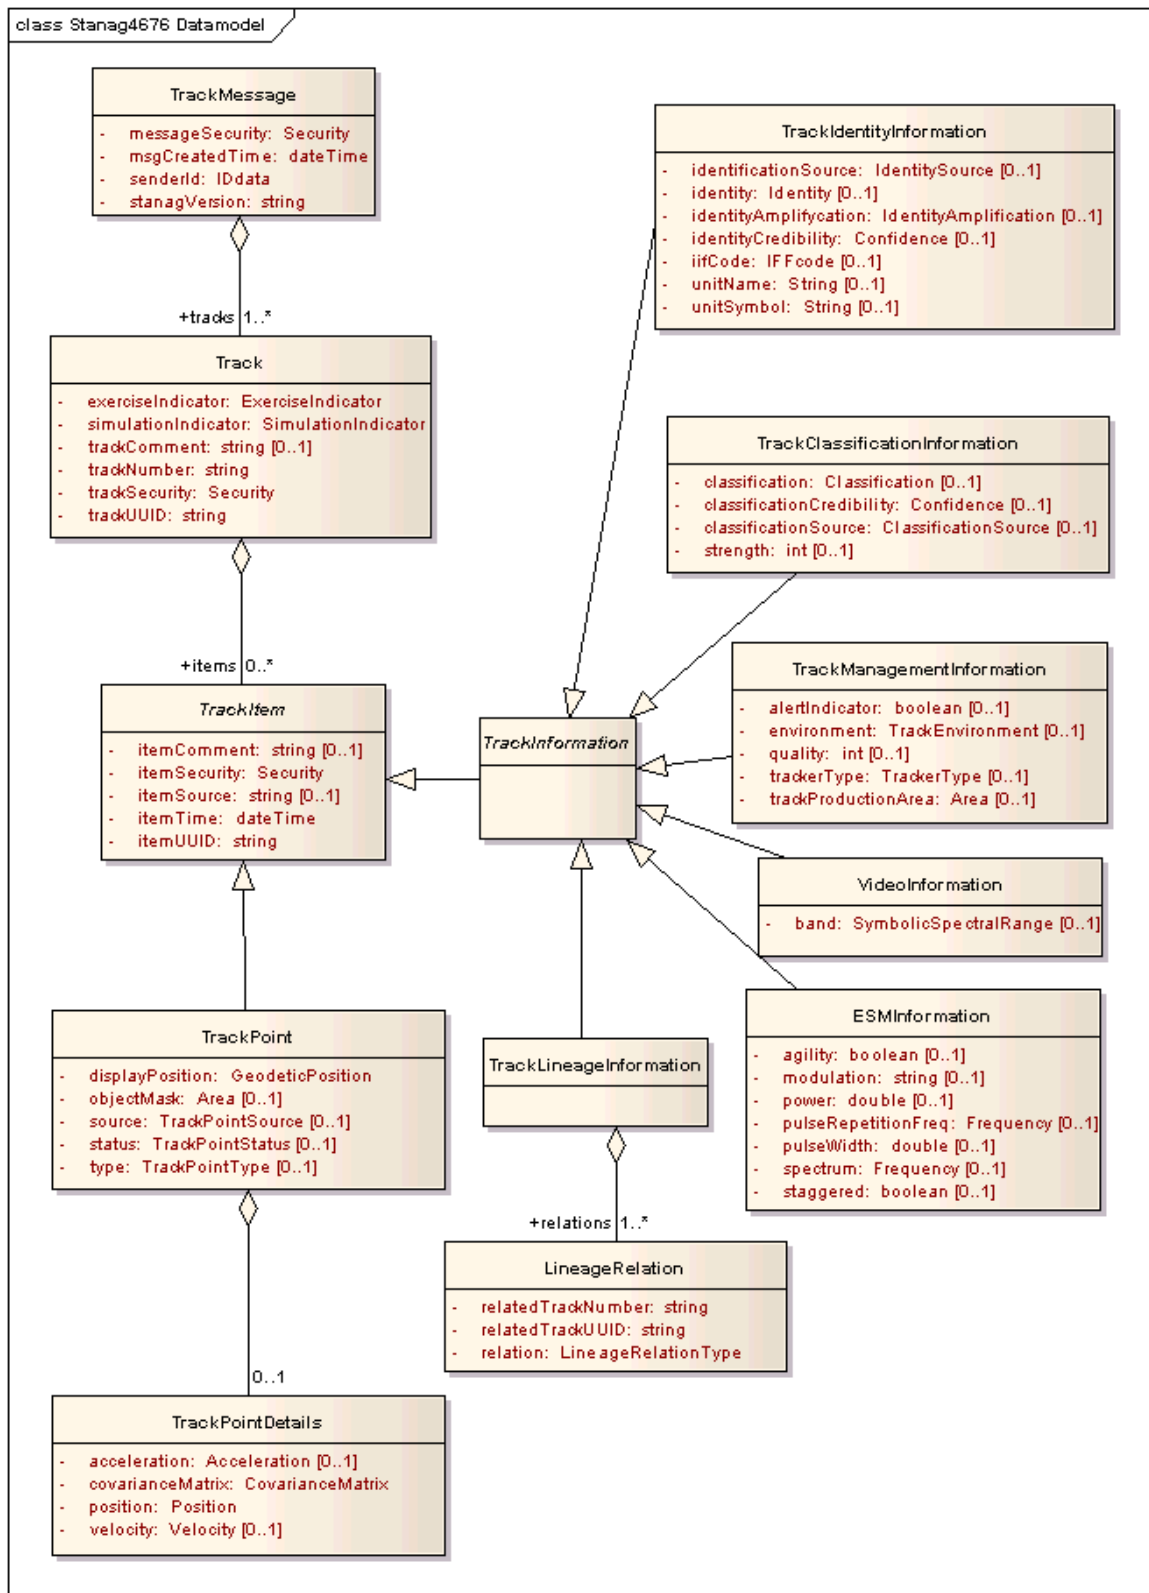 class Stanag4676 Datamodel
TrackMessage
- messageSecurity: Security
- msgCreatedTime: dateTime
- senderId: IDdata
- stanagVersion: string
+tracks 1..*
Track
- exerciseIndicator: ExerciseIndicator
- simulationIndicator: SimulationIndicator
- trackComment: string [0..1]
- trackNumber: string
- trackSecurity: Security
- trackUUID: string
+items 0..*
TrackItem
- itemComment: string [0..1]
- itemSecurity: Security
- itemSource: string [0..1]
- itemTime: dateTime
- itemUUID: string
TrackPoint
- displayPosition: GeodeticPosition
- objectMask: Area [0..1]
- source: TrackPointSource [0..1]
- status: TrackPointStatus [0..1]
- type: TrackPointType [0..1]
0..1
TrackPointDetails
- acceleration: Acceleration [0..1]
- covarianceMatrix: CovarianceMatrix
- position: Position
- velocity: Velocity [0..1]
TrackInformation
TrackLineageInformation
+relations 1..*
LineageRelation
- relatedTrackNumber: string
- relatedTrackUUID: string
- relation: LineageRelationType
TrackIdentityInformation
- identificationSource: IdentitySource [0..1]
- identity: Identity [0..1]
- identityAmplifycation: IdentityAmplification [0..1]
- identityCredibility: Confidence [0..1]
- iifCode: IFFcode [0..1]
- unitName: String [0..1]
- unitSymbol: String [0..1]
TrackClassificationInformation
- classification: Classification [0..1]
- classificationCredibility: Confidence [0..1]
- classificationSource: ClassificationSource [0..1]
- strength: int [0..1]
TrackManagementInformation
- alertIndicator: boolean [0..1]
- environment: TrackEnvironment [0..1]
- quality: int [0..1]
- trackerType: TrackerType [0..1]
- trackProductionArea: Area [0..1]
VideoInformation
- band: SymbolicSpectralRange [0..1]
ESMInformation
- agility: boolean [0..1]
- modulation: string [0..1]
- power: double [0..1]
- pulseRepetitionFreq: Frequency [0..1]
- pulseWidth: double [0..1]
- spectrum: Frequency [0..1]
- staggered: boolean [0..1]